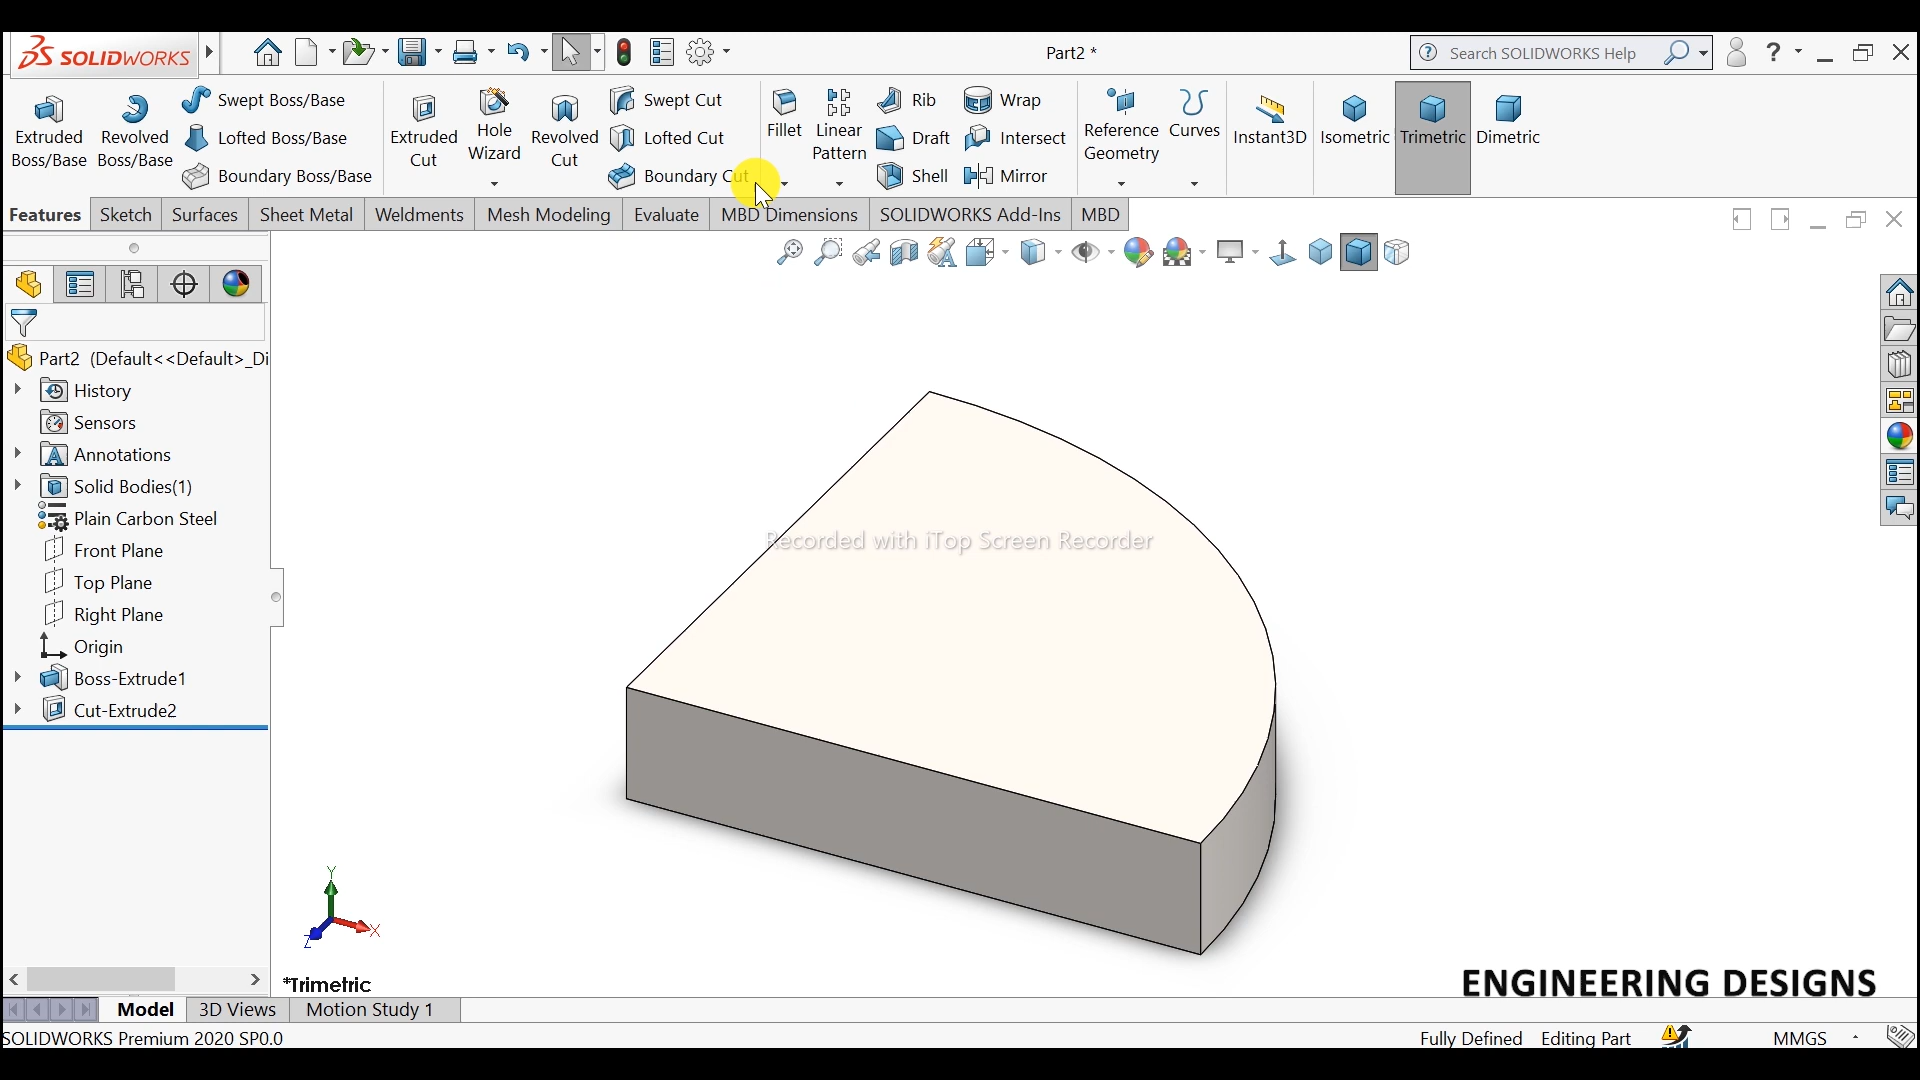 SOLIDWORKS
Part2 *
Search SOLIDWORKS Help
Extruded Boss/Base
Revolved Boss/Base
Swept Boss/Base
Lofted Boss/Base
Boundary Boss/Base
Extruded Cut
Hole Wizard
Revolved Cut
Swept Cut
Lofted Cut
Boundary Cut
Fillet
Linear Pattern
Rib
Draft
Shell
Wrap
Intersect
Mirror
Reference Geometry
Curves
Instant3D
Isometric
Trimetric
Dimetric
Features
Sketch
Surfaces
Sheet Metal
Weldments
Mesh Modeling
Evaluate
MBD Dimensions
SOLIDWORKS Add-Ins
MBD
Part2 (Default<<Default>_Di
History
Sensors
Annotations
Solid Bodies(1)
Plain Carbon Steel
Front Plane
Top Plane
Right Plane
Origin
Boss-Extrude1
Cut-Extrude2
Recorded with iTop Screen Recorder
Y
X
Z
*Trimetric
ENGINEERING DESIGNS
Model
3D Views
Motion Study 1
SOLIDWORKS Premium 2020 SP0.0
Fully Defined
Editing Part
MMGS